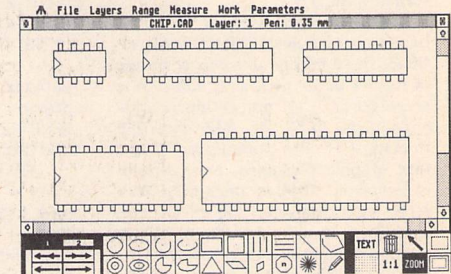 File Layers Range Measure Work Parameters
CHIP.CAD Layer: 1 Pen: 0.35 mm
1 2
TEXT
n
1:1 ZOOM